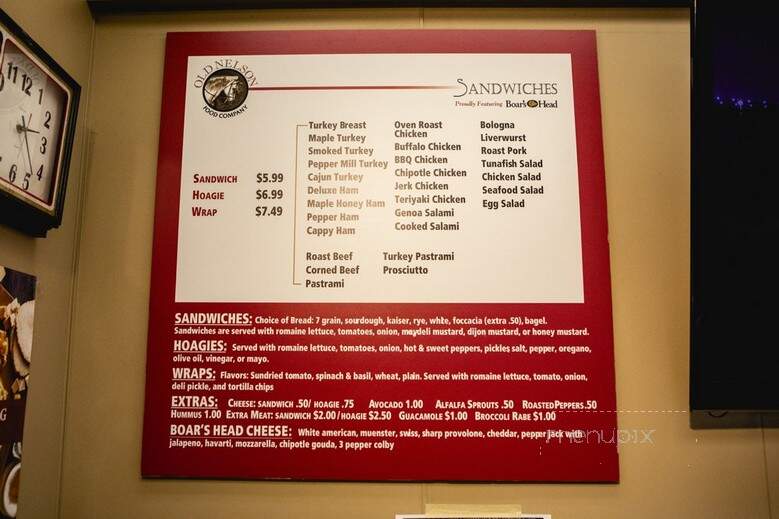 OLD NELSON
FOOD COMPANY
SANDWICHES
Proudly Featuring Boar's Head
SANDWICH $5.99
HOAGIE $6.99
WRAP $7.49
Turkey Breast
Maple Turkey
Smoked Turkey
Pepper Mill Turkey
Cajun Turkey
Deluxe Ham
Maple Honey Ham
Pepper Ham
Cappy Ham
Oven Roast
Chicken
Buffalo Chicken
BBQ Chicken
Chipotle Chicken
Jerk Chicken
Teriyaki Chicken
Genoa Salami
Cooked Salami
Bologna
Liverwurst
Roast Pork
Tunafish Salad
Chicken Salad
Seafood Salad
Egg Salad
Roast Beef
Corned Beef
Pastrami
Turkey Pastrami
Prosciutto
SANDWICHES: Choice of Bread: 7 grain, sourdough, kaiser, rye, white, foccacia (extra .50), bagel.
Sandwiches are served with romaine lettuce, tomatoes, onion, maydeli mustard, dijon mustard, or honey mustard.
HOAGIES: Served with romaine lettuce, tomatoes, onion, hot & sweet peppers, pickles salt, pepper, oregano,
olive oil, vinegar, or mayo.
WRAPS: Flavors: Sundried tomato, spinach & basil, wheat, plain. Served with romaine lettuce, tomato, onion,
deli pickle, and tortilla chips
EXTRAS: CHEESE: SANDWICH .50/ HOAGIE .75 AVOCADO 1.00 ALFALFA SPROUTS .50 ROASTED PEPPERS .50
HUMMUS 1.00 EXTRA MEAT: SANDWICH $2.00/HOAGIE $2.50 GUACAMOLE $1.00 BROCCOLI RABE $1.00
BOAR'S HEAD CHEESE: White american, muenster, swiss, sharp provolone, cheddar, pepper jack with
jalapeno, havarti, mozzarella, chipotle gouda, 3 pepper colby
menupix
11 12 1
2
3
4
5
6